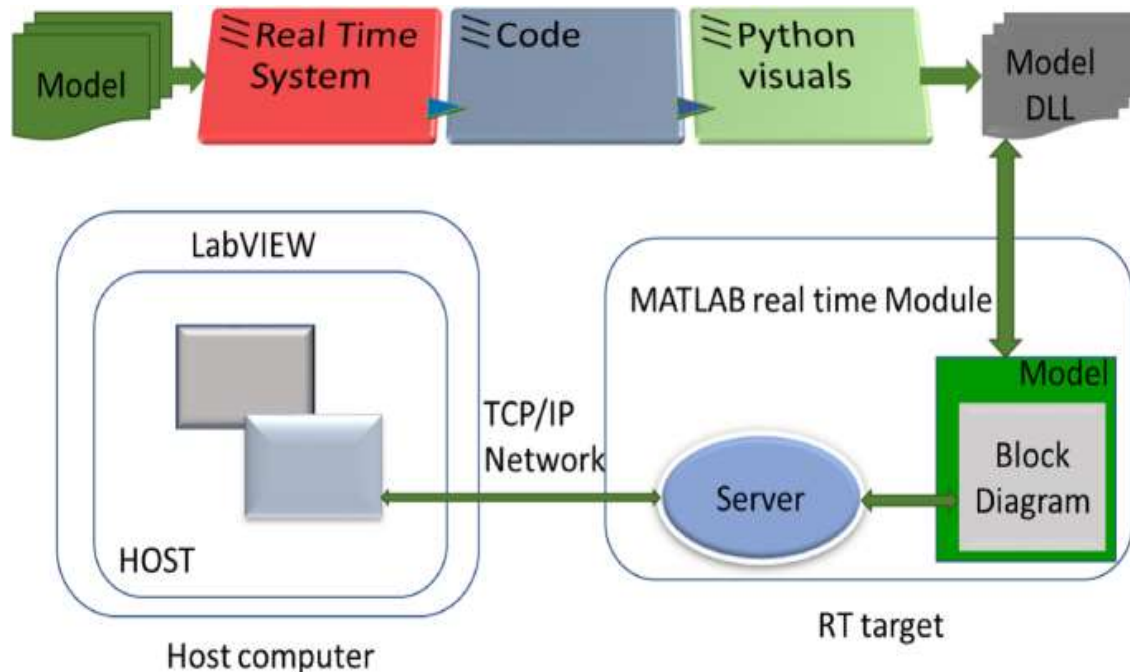 Model
Real Time
System
Code
Python
visuals
Model
DLL
LabVIEW
HOST
Host computer
TCP/IP
Network
MATLAB real time Module
Server
Model
Block
Diagram
RT target